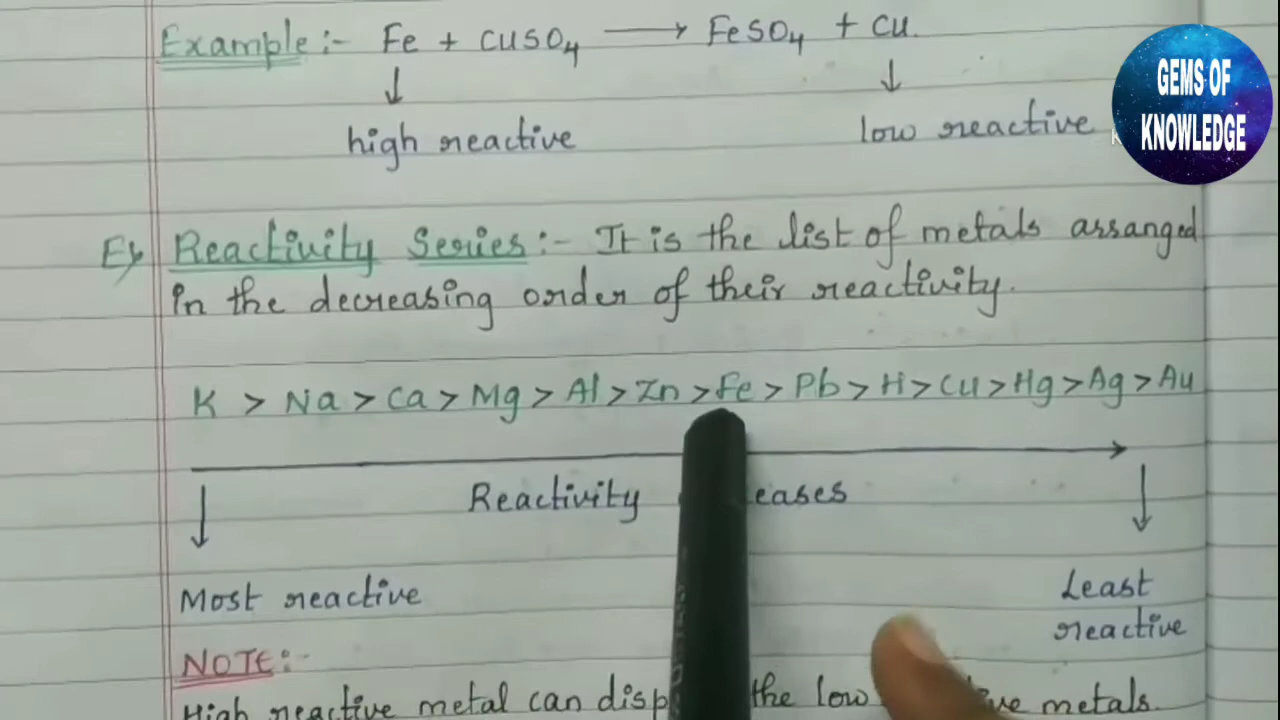 Example :- Fe + CuSO4 ⟶ FeSO4 + Cu.
↓ ↓
high reactive low reactive
GEMS OF
KNOWLEDGE
Ex Reactivity Series :- It is the list of metals arranged
in the decreasing order of their reactivity.
K > Na > Ca > Mg > Al > Zn > Fe > Pb > H > Cu > Hg > Ag > Au
Reactivity eases
↓ ↓
Most reactive Least
reactive
NOTE :-
High reactive metal can disp the low ive metals.